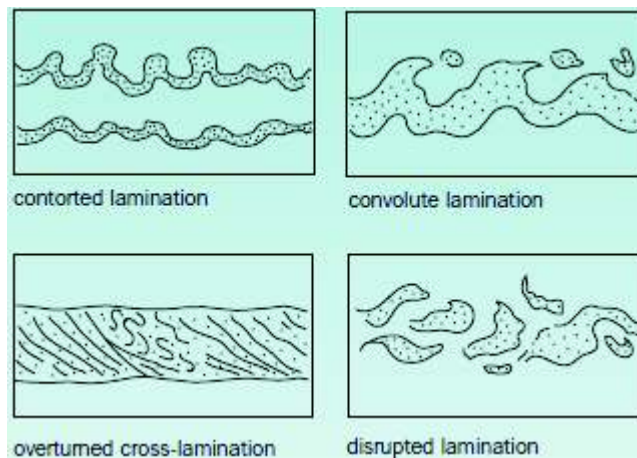 contorted lamination
convolute lamination
overturned cross-lamination
disrupted lamination